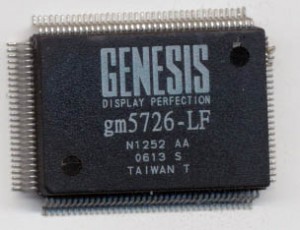 GENESIS
DISPLAY PERFECTION
gm5726-LF
N1252 AA
0613 S
TAIWAN T